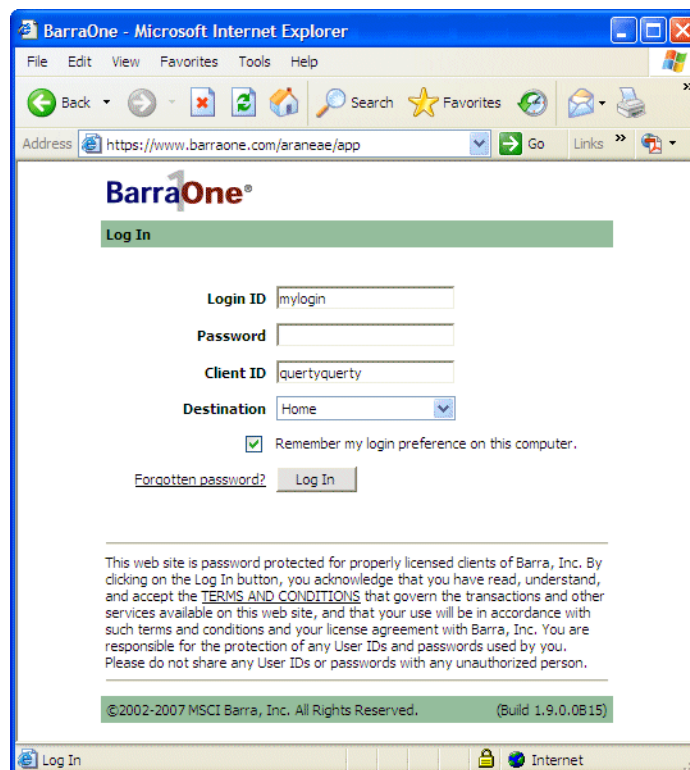 BarraOne - Microsoft Internet Explorer
File Edit View Favorites Tools Help
Back Search Favorites »
Address https://www.barraone.com/araneae/app Go Links »
Barra1One®
Log In
Login ID mylogin
Password
Client ID quertyquerty
Destination Home
Remember my login preference on this computer.
Forgotten password? Log In
This web site is password protected for properly licensed clients of Barra, Inc. By
clicking on the Log In button, you acknowledge that you have read, understand,
and accept the TERMS AND CONDITIONS that govern the transactions and other
services available on this web site, and that your use will be in accordance with
such terms and conditions and your license agreement with Barra, Inc. You are
responsible for the protection of any User IDs and passwords used by you.
Please do not share any User IDs or passwords with any unauthorized person.
©2002-2007 MSCI Barra, Inc. All Rights Reserved. (Build 1.9.0.0B15)
Log In Internet